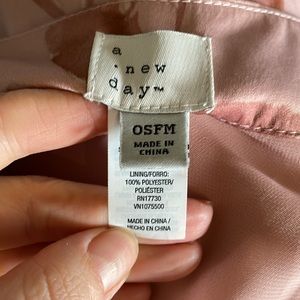 a
new
day™
OSFM
MADE IN
CHINA
LINING/FORRO:
100% POLYESTER/
POLIÉSTER
RN17730
VN1075500
MADE IN CHINA /
HECHO EN CHINA